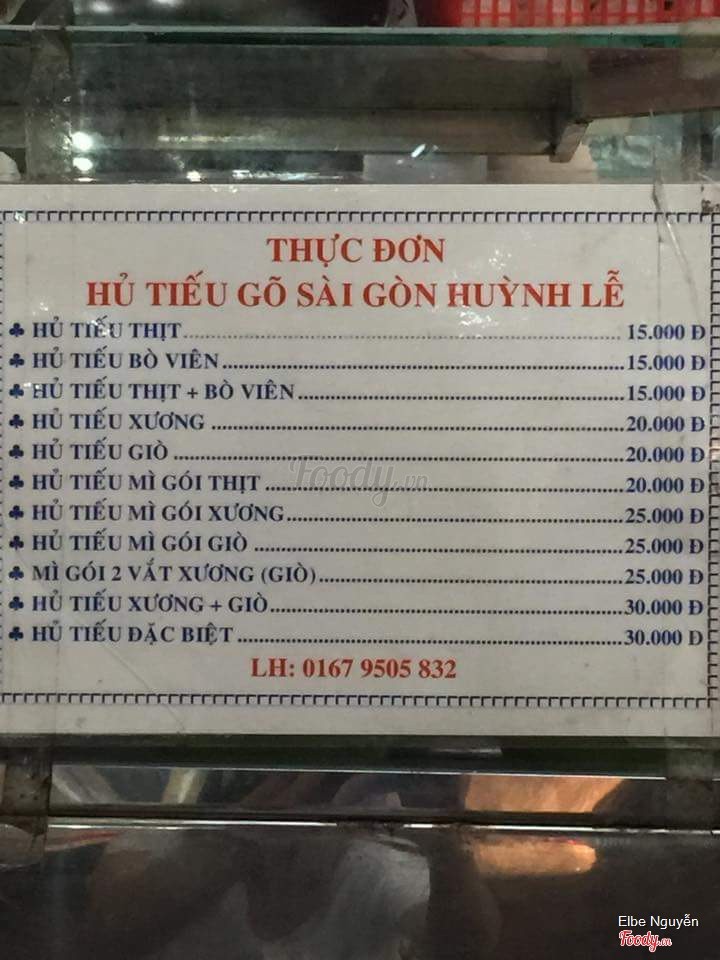 THỰC ĐƠN
HỦ TIẾU GÕ SÀI GÒN HUỲNH LỄ
♣ HỦ TIẾU THỊT.......... 15.000 Đ
♣ HỦ TIẾU BÒ VIÊN.......... 15.000 Đ
♣ HỦ TIẾU THỊT + BÒ VIÊN.......... 15.000 Đ
♣ HỦ TIẾU XƯƠNG .......... 20.000 Đ
♣ HỦ TIẾU GIÒ .......... 20.000 Đ
♣ HỦ TIẾU MÌ GÓI THỊT .......... 20.000 Đ
♣ HỦ TIẾU MÌ GÓI XƯƠNG.......... 25.000 Đ
♣ HỦ TIẾU MÌ GÓI GIÒ .......... 25.000 Đ
♣ MÌ GÓI 2 VẮT XƯƠNG (GIÒ).......... 25.000 Đ
♣ HỦ TIẾU XƯƠNG + GIÒ.......... 30.000 Đ
♣ HỦ TIẾU ĐẶC BIỆT .......... 30.000 Đ
LH: 0167 9505 832
Foody.vn
Elbe Nguyễn
Foody.vn